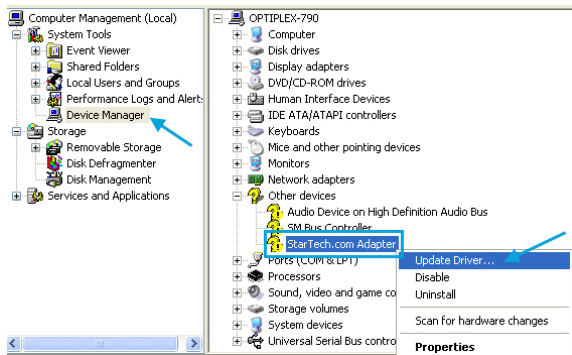 Computer Management (Local)
System Tools
Event Viewer
Shared Folders
Local Users and Groups
Performance Logs and Alert:
Device Manager
Storage
Removable Storage
Disk Defragmenter
Disk Management
Services and Applications
OPTIPLEX-790
Computer
Disk drives
Display adapters
DVD/CD-ROM drives
Human Interface Devices
IDE ATA/ATAPI controllers
Keyboards
Mice and other pointing devices
Monitors
Network adapters
Other devices
Audio Device on High Definition Audio Bus
SM Bus Controller
StarTech.com Adapter
Ports (COM & LPT)
Processors
Sound, video and game co
Storage volumes
System devices
Universal Serial Bus contro
Update Driver...
Disable
Uninstall
Scan for hardware changes
Properties